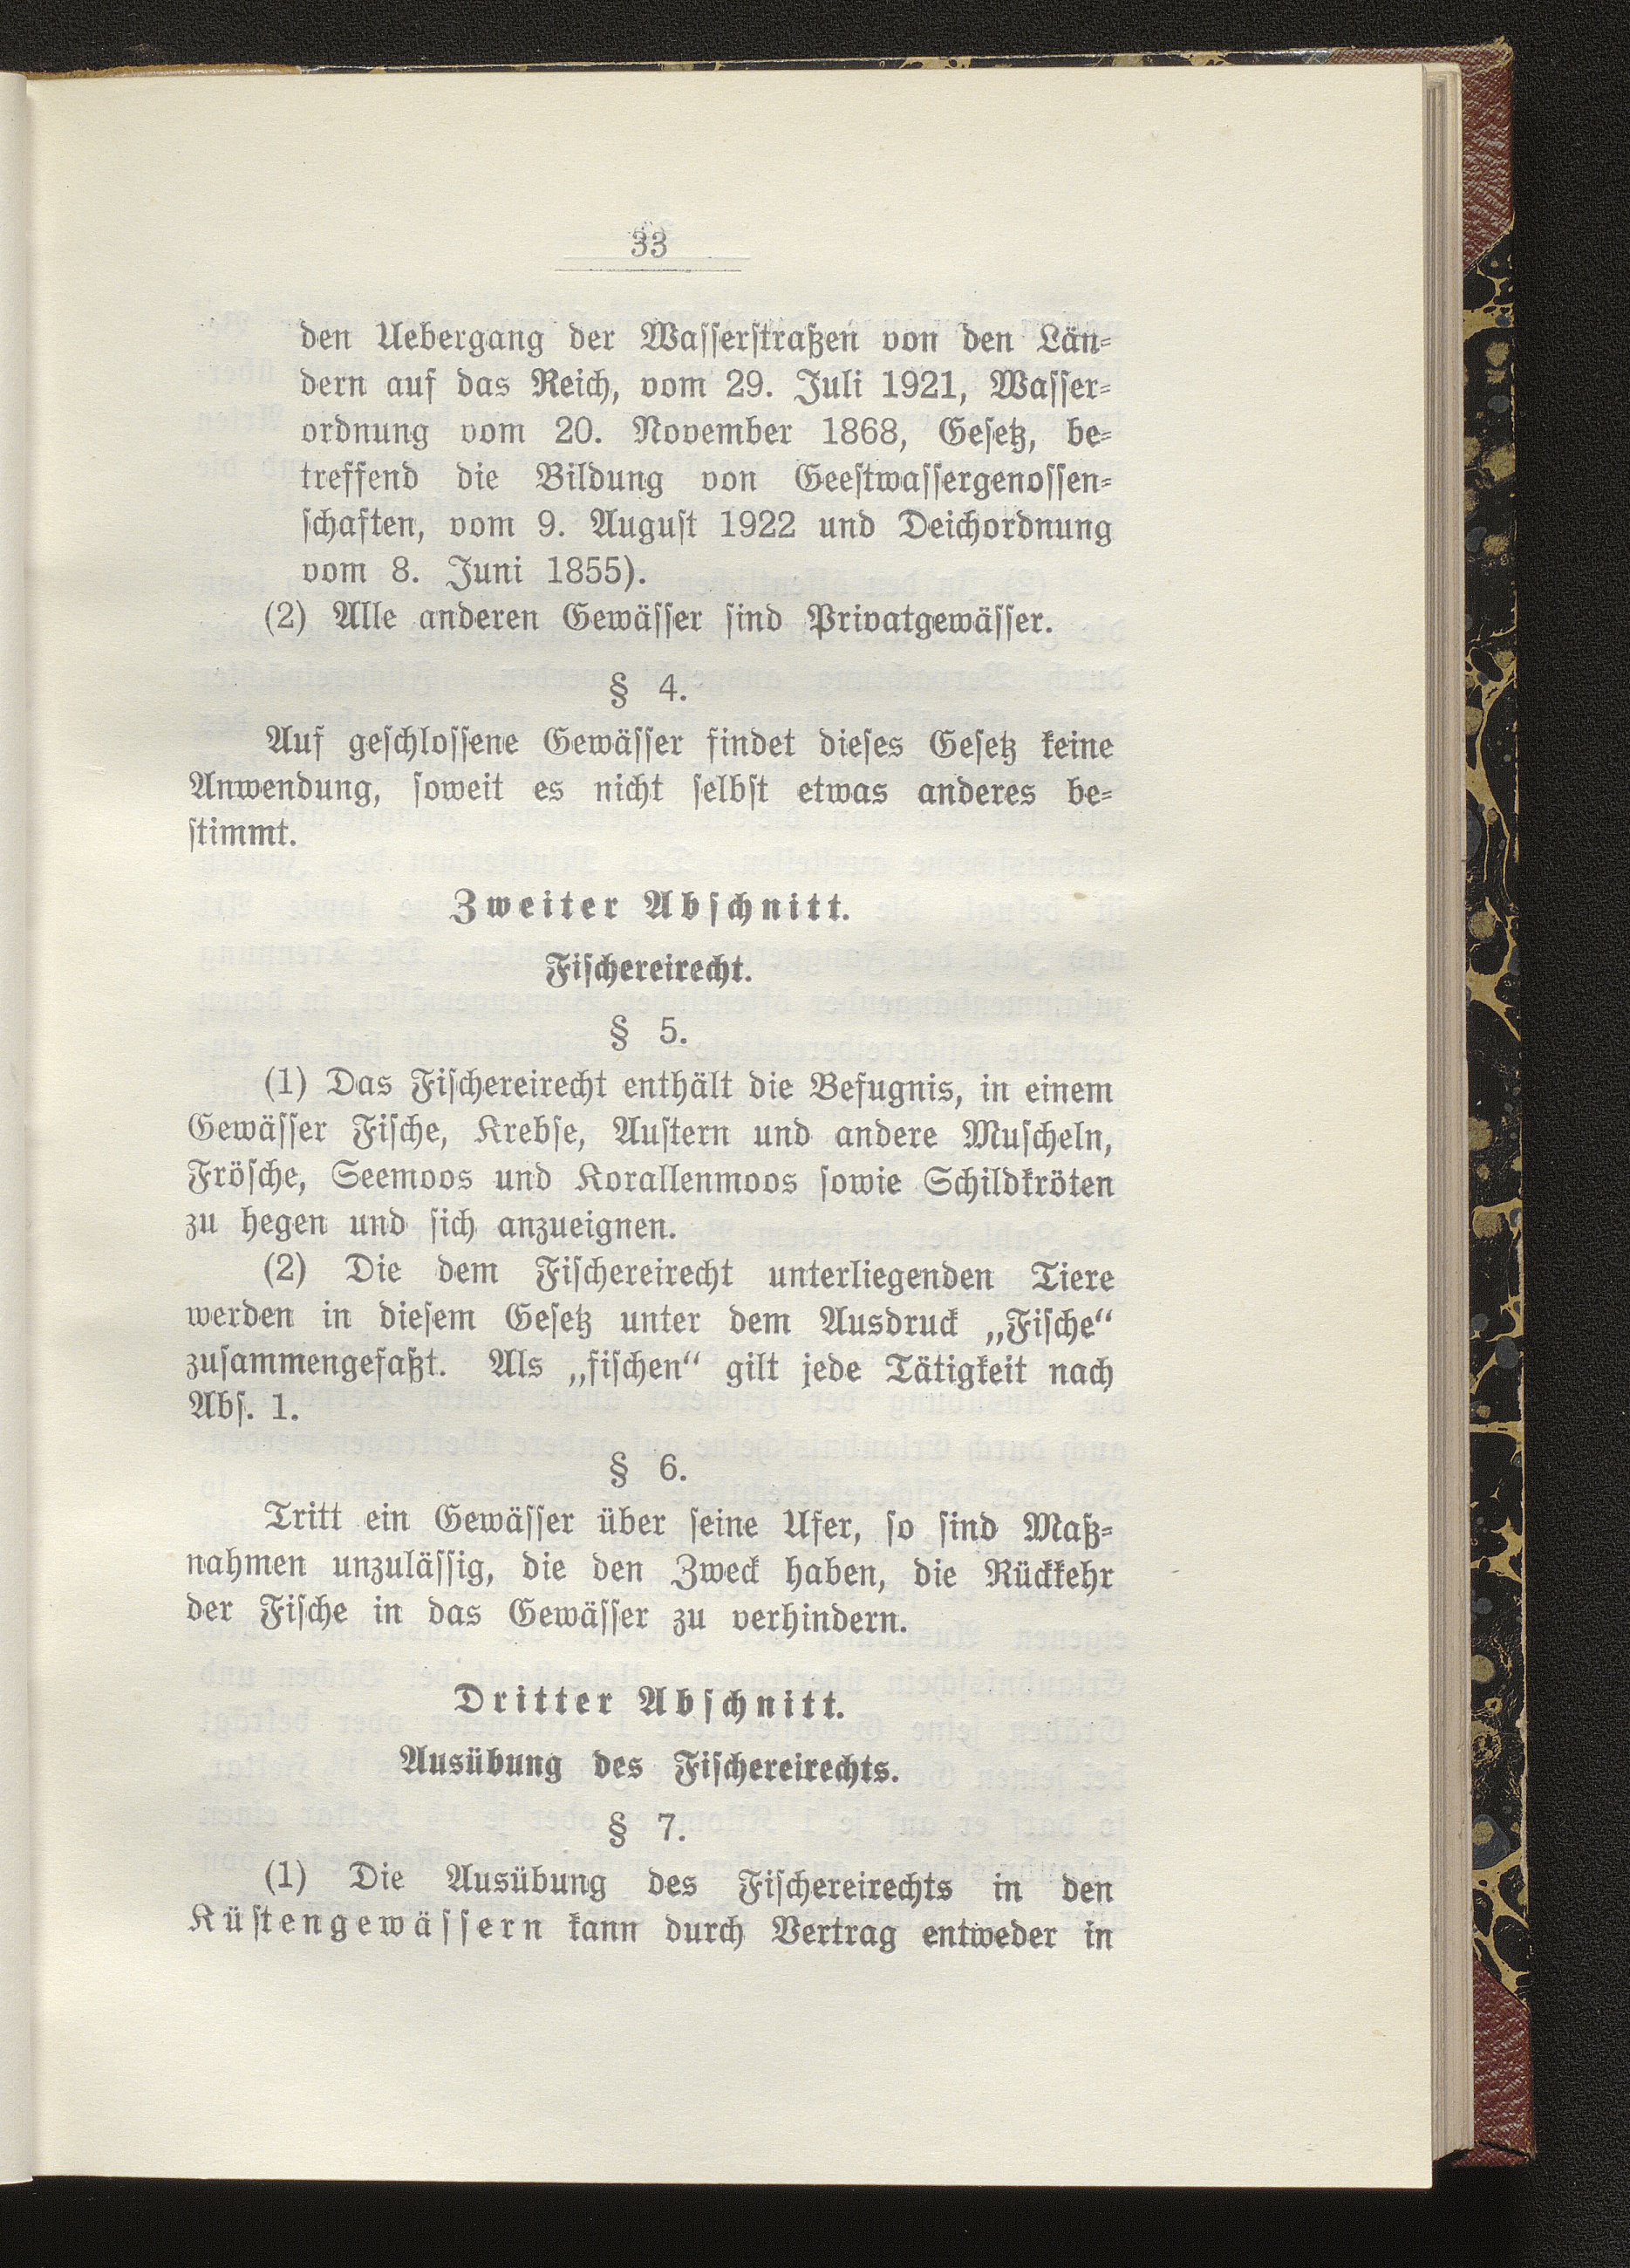 33
den Uebergang der Wasserstraßen von den Län-
dern auf das Reich, vom 29. Juli 1921, Wasser-
ordnung vom 20. November 1868, Gesetz, be-
treffend die Bildung von Geestwassergenossen-
schaften, vom 9. August 1922 und Deichordnung
vom 8. Juni 1855).
(2) Alle anderen Gewässer sind Privatgewässer.
§ 4.
Auf geschlossene Gewässer findet dieses Gesetz keine
Anwendung, soweit es nicht selbst etwas anderes be-
stimmt.
Zweiter Abschnitt.
Fischereirecht.
§ 5.
(1) Das Fischereirecht enthält die Befugnis, in einem
Gewässer Fische, Krebse, Austern und andere Muscheln,
Frösche, Seemoos und Korallenmoos sowie Schildkröten
zu hegen und sich anzueignen.
(2) Die dem Fischereirecht unterliegenden Tiere
werden in diesem Gesetz unter dem Ausdruck „Fische“
zusammengefaßt. Als „fischen“ gilt jede Tätigkeit nach
Abs. 1.
§ 6.
Tritt ein Gewässer über seine Ufer, so sind Maß-
nahmen unzulässig, die den Zweck haben, die Rückkehr
der Fische in das Gewässer zu verhindern.
Dritter Abschnitt.
Ausübung des Fischereirechts.
§ 7.
(1) Die Ausübung des Fischereirechts in den
Küstengewässern kann durch Vertrag entweder in